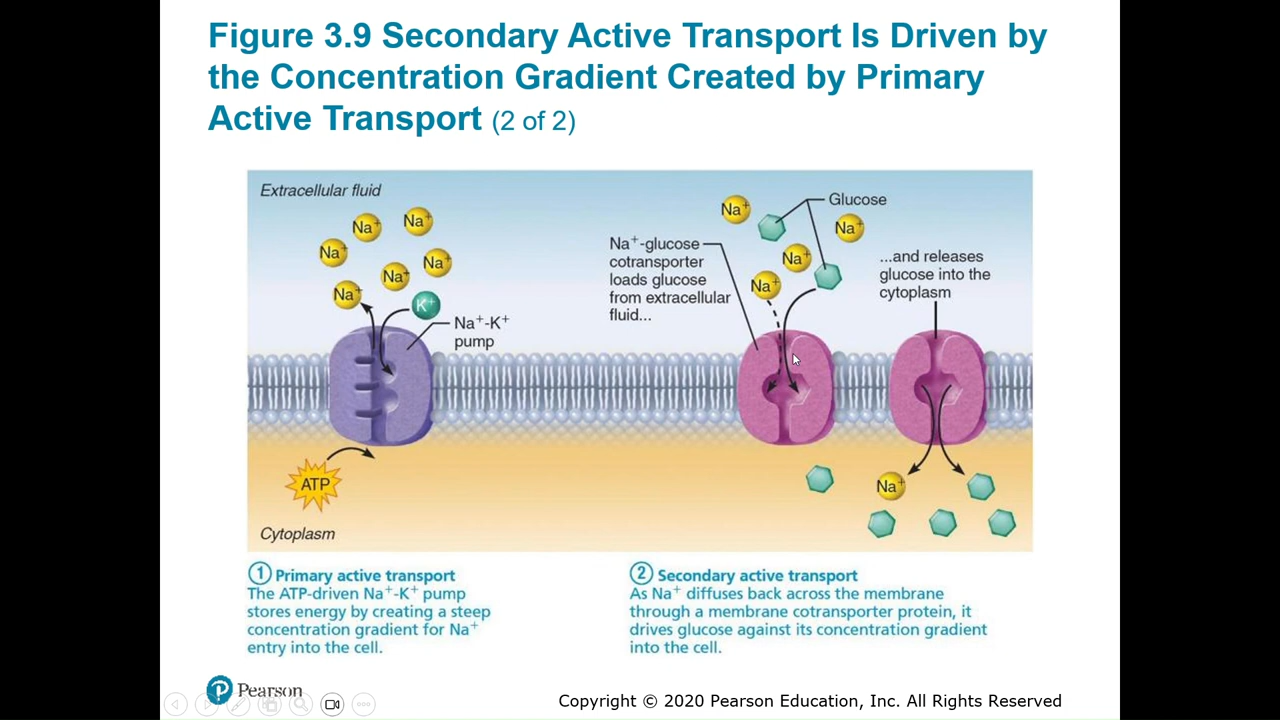 Figure 3.9 Secondary Active Transport Is Driven by
the Concentration Gradient Created by Primary
Active Transport (2 of 2)
Extracellular fluid
Na⁺
Na⁺
Na⁺
Na⁺
Na⁺
Na⁺
K⁺
Na⁺-K⁺
pump
ATP
Cytoplasm
Na⁺-glucose
cotransporter
loads glucose
from extracellular
fluid...
Na⁺
Glucose
Na⁺
Na⁺
Na⁺
...and releases
glucose into the
cytoplasm
Na⁺
1 Primary active transport
The ATP-driven Na⁺-K⁺ pump
stores energy by creating a steep
concentration gradient for Na⁺
entry into the cell.
2 Secondary active transport
As Na⁺ diffuses back across the membrane
through a membrane cotransporter protein, it
drives glucose against its concentration gradient
into the cell.
P Pearson
Copyright © 2020 Pearson Education, Inc. All Rights Reserved